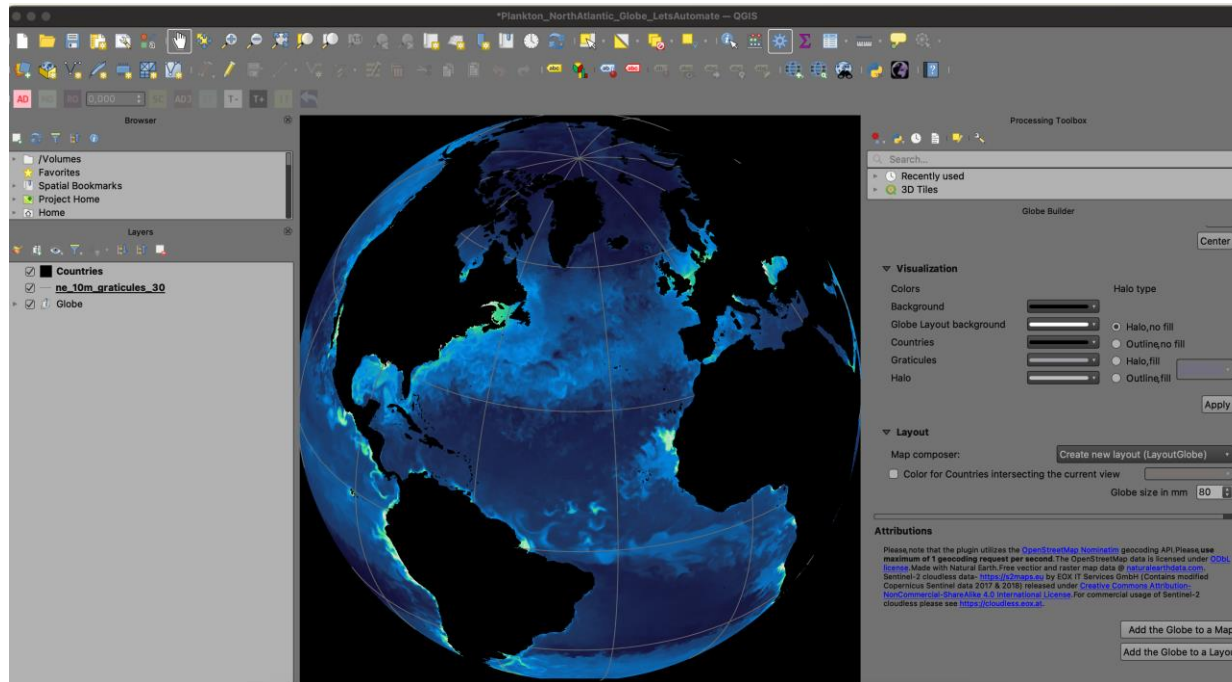 *Plankton_NorthAtlantic_Globe_LetsAutomate — QGIS
abc
abc
AD
0,000
AD
T-
T+
Browser
Processing Toolbox
/Volumes
Favorites
Spatial Bookmarks
Project Home
Home
Search...
Recently used
3D Tiles
Layers
Countries
ne_10m_graticules_30
Globe
Globe Builder
Center
Visualization
Colors
Halo type
Background
Globe Layout background
Halo,no fill
Countries
Outline,no fill
Graticules
Halo,fill
Halo
Outline,fill
Apply
Layout
Map composer:
Create new layout (LayoutGlobe)
Color for Countries intersecting the current view
Globe size in mm
80
Attributions
Please,note that the plugin utilizes the OpenStreetMap Nominatim geocoding API.Please,use
maximum of 1 geocoding request per second.The OpenStreetMap data is licensed under ODbL
license.Made with Natural Earth.Free vectior and raster map data @ naturalearthdata.com.
Sentinel-2 cloudless data- https://s2maps.eu by EOX IT Services GmbH (Contains modified
Copernicus Sentinel data 2017 & 2018) released under Creative Commons Attribution-
NonCommercial-ShareAlike 4.0 International License.For commercial usage of Sentinel-2
cloudless please see https://cloudless.eox.at.
Add the Globe to a Map
Add the Globe to a Layou